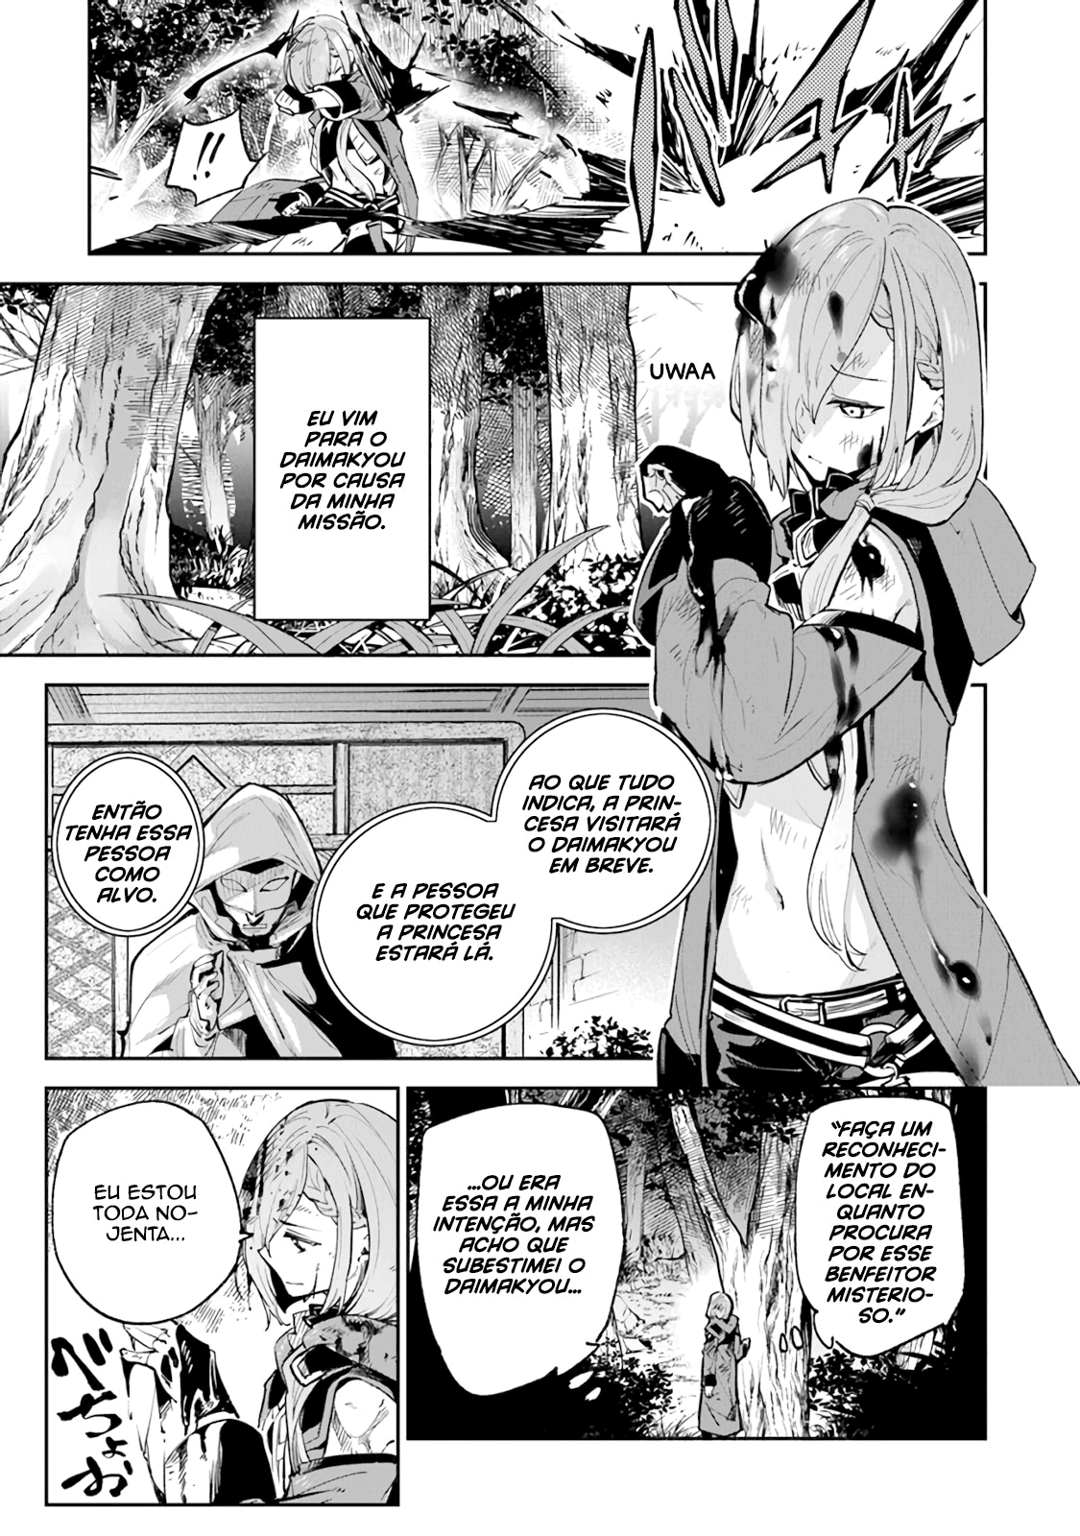 !!
UWAA
EU VIM
PARA O
DAIMAKYOU
POR CAUSA
DA MINHA
MISSÃO.
AO QUE TUDO
INDICA, A PRIN-
CESA VISITARÁ
O DAIMAKYOU
EM BREVE.
E A PESSOA
QUE PROTEGEU
A PRINCESA
ESTARÁ LÁ.
ENTÃO
TENHA ESSA
PESSOA
COMO
ALVO.
"FAÇA UM
RECONHECI-
MENTO DO
LOCAL EN-
QUANTO
PROCURA
POR ESSE
BENFEITOR
MISTERIO-
SO."
...OU ERA
ESSA A MINHA
INTENÇÃO, MAS
ACHO QUE
SUBESTIMEI O
DAIMAKYOU...
EU ESTOU
TODA NO-
JENTA...
べちょお